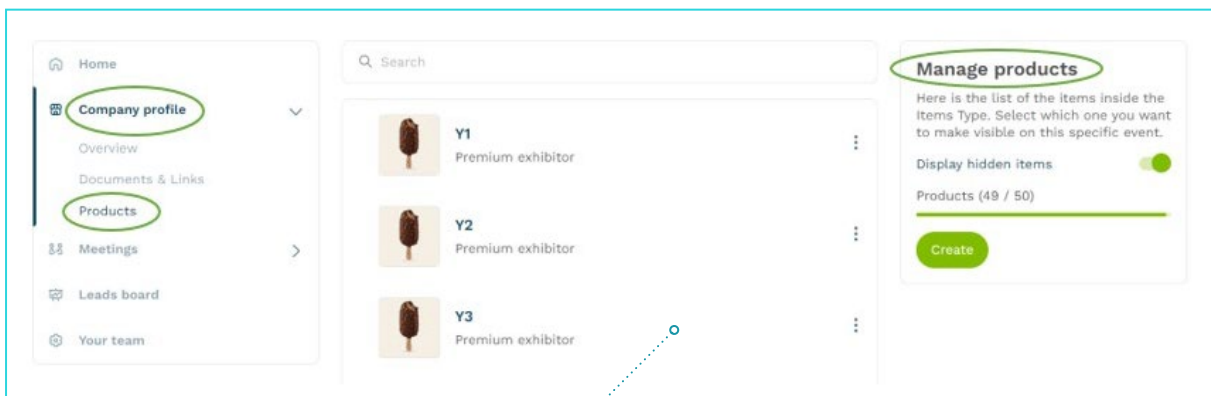 Home
Company profile
Overview
Documents & Links
Products
Meetings
Leads board
Your team
Search
Y1
Premium exhibitor
Y2
Premium exhibitor
Y3
Premium exhibitor
Manage products
Here is the list of the items inside the
Items Type. Select which one you want
to make visible on this specific event.
Display hidden items
Products (49 / 50)
Create